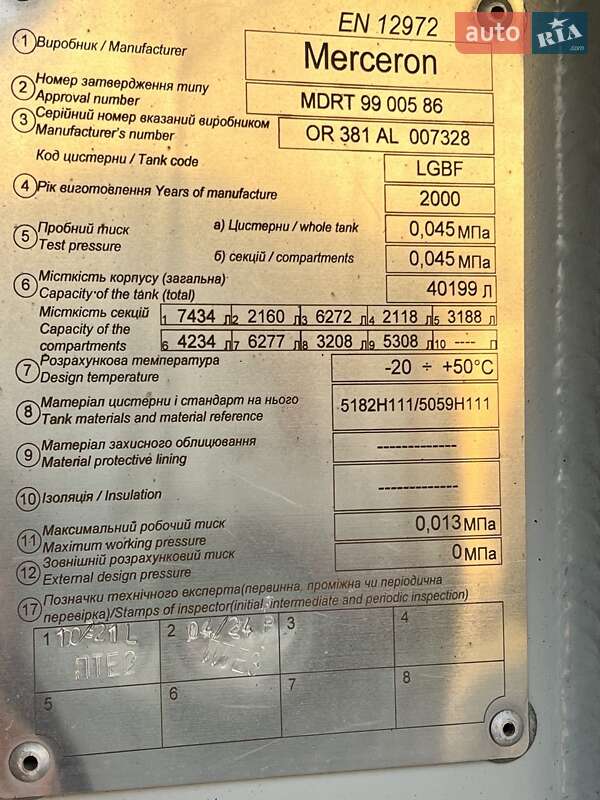 EN 12972
auto RIA .com
1 Виробник / Manufacturer Merceron
2 Номер затвердження типу
Approval number MDRT 99 005 86
3 Серійний номер вказаний виробником
Manufacturer's number OR 381 AL 007328
Код цистерни / Tank code LGBF
4 Рік виготовлення Years of manufacture 2000
5 Пробний тиск
Test pressure
а) Цистерни / whole tank 0,045 МПа
б) секцій / compartments 0,045 МПа
6 Місткість корпусу (загальна)
Capacity of the tank (total) 40199 Л
Місткість секцій
Capacity of the
compartments
1 7434 л 2 2160 л 3 6272 л 4 2118 л 5 3188 л
6 4234 л 7 6277 л 8 3208 л 9 5308 л 10 ---- л
7 Розрахункова температура
Design temperature -20 ÷ +50°C
8 Матеріал цистерни і стандарт на нього
Tank materials and material reference 5182H111/5059H111
9 Матеріал захисного облицювання
Material protective lining -------------
10 Ізоляція / Insulation -------------
11 Максимальний робочий тиск
Maximum working pressure 0,013 МПа
12 Зовнішній розрахунковий тиск
External design pressure 0 МПа
17 Позначки технічного експерта(первинна, проміжна чи періодична
перевірка)/Stamps of inspector(initial, intermediate and periodic inspection)
1 10-21 L 2 04/24 P 3 4
ПТЕЗ
5 6 7 8